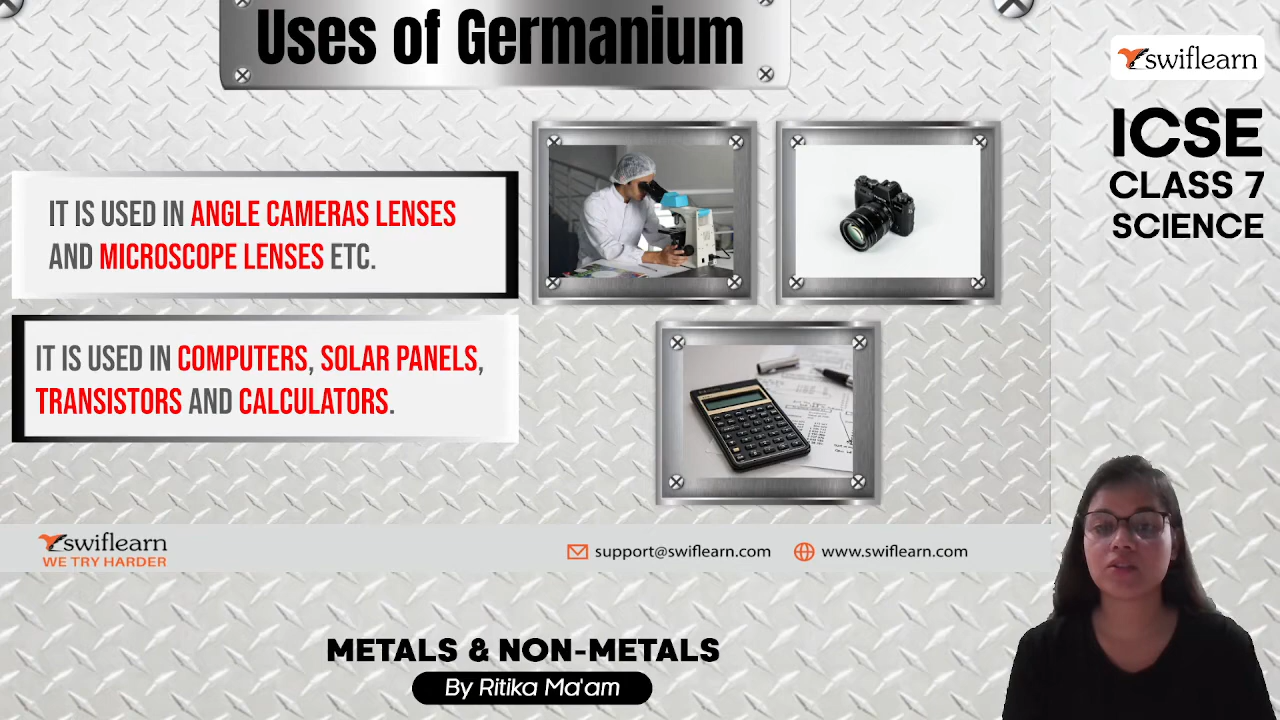 Uses of Germanium
swiflearn
ICSE
CLASS 7
SCIENCE
IT IS USED IN ANGLE CAMERAS LENSES
AND MICROSCOPE LENSES ETC.
IT IS USED IN COMPUTERS, SOLAR PANELS,
TRANSISTORS AND CALCULATORS.
swiflearn
WE TRY HARDER
support@swiflearn.com
www.swiflearn.com
METALS & NON-METALS
By Ritika Ma'am